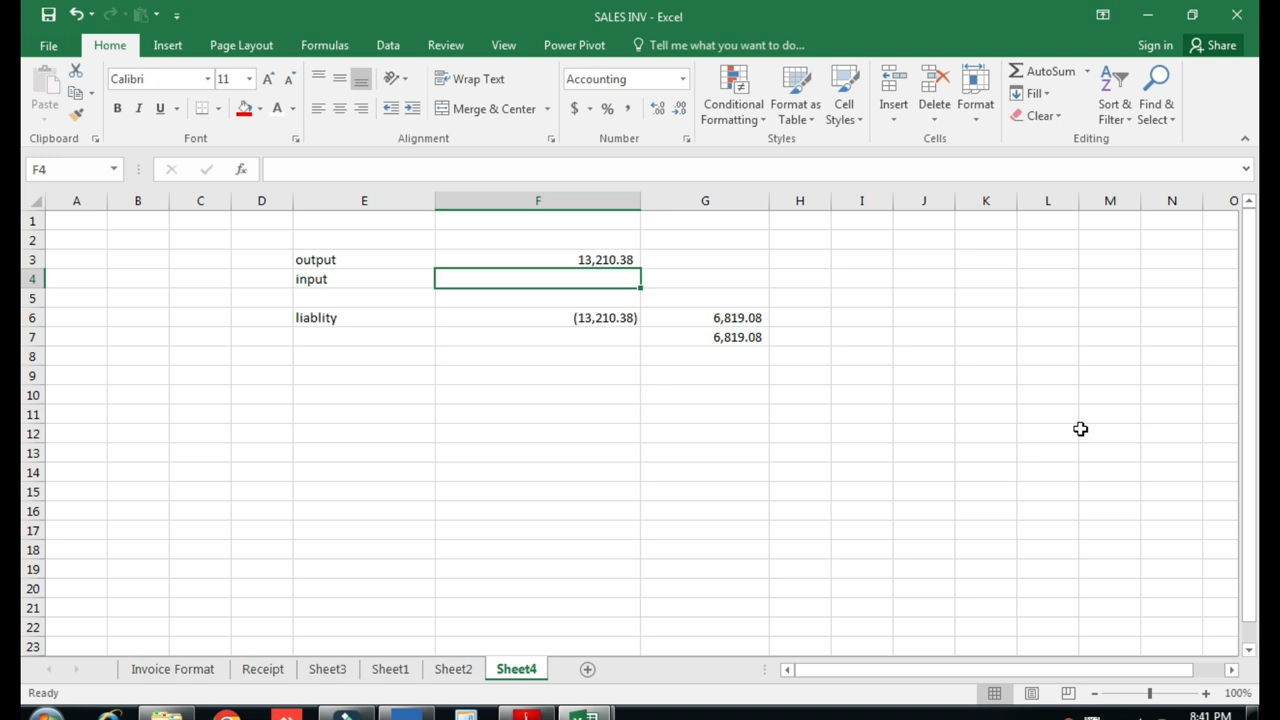 SALES INV - Excel
File Home Insert Page Layout Formulas Data Review View Power Pivot Tell me what you want to do... Sign in Share
Calibri 11 A A Wrap Text Accounting AutoSum
Paste Fill
B I U A Merge & Center $ % , Conditional Formatting Format as Table Cell Styles Insert Delete Format Clear Sort & Filter Find & Select
Clipboard Font Alignment Number Styles Cells Editing
F4 fx
A B C D E F G H I J K L M N O
1
2
3 output 13,210.38
4 input
5
6 liablity (13,210.38) 6,819.08
7 6,819.08
8
9
10
11
12
13
14
15
16
17
18
19
20
21
22
23
Invoice Format Receipt Sheet3 Sheet1 Sheet2 Sheet4
Ready 100%
8:41 PM